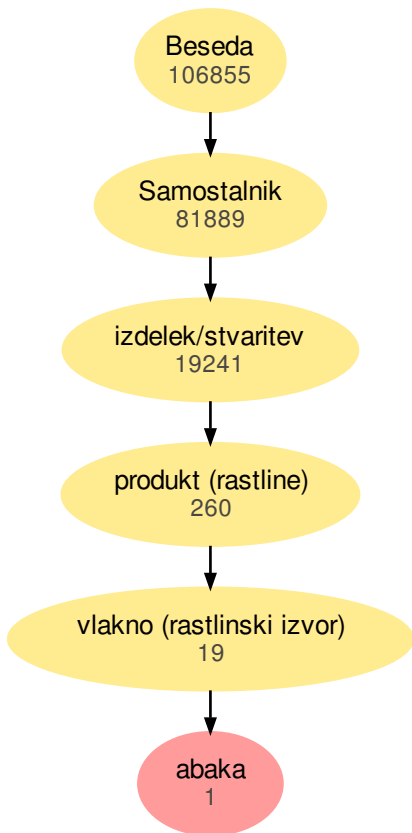 Beseda
106855
Samostalnik
81889
izdelek/stvaritev
19241
produkt (rastline)
260
vlakno (rastlinski izvor)
19
abaka
1